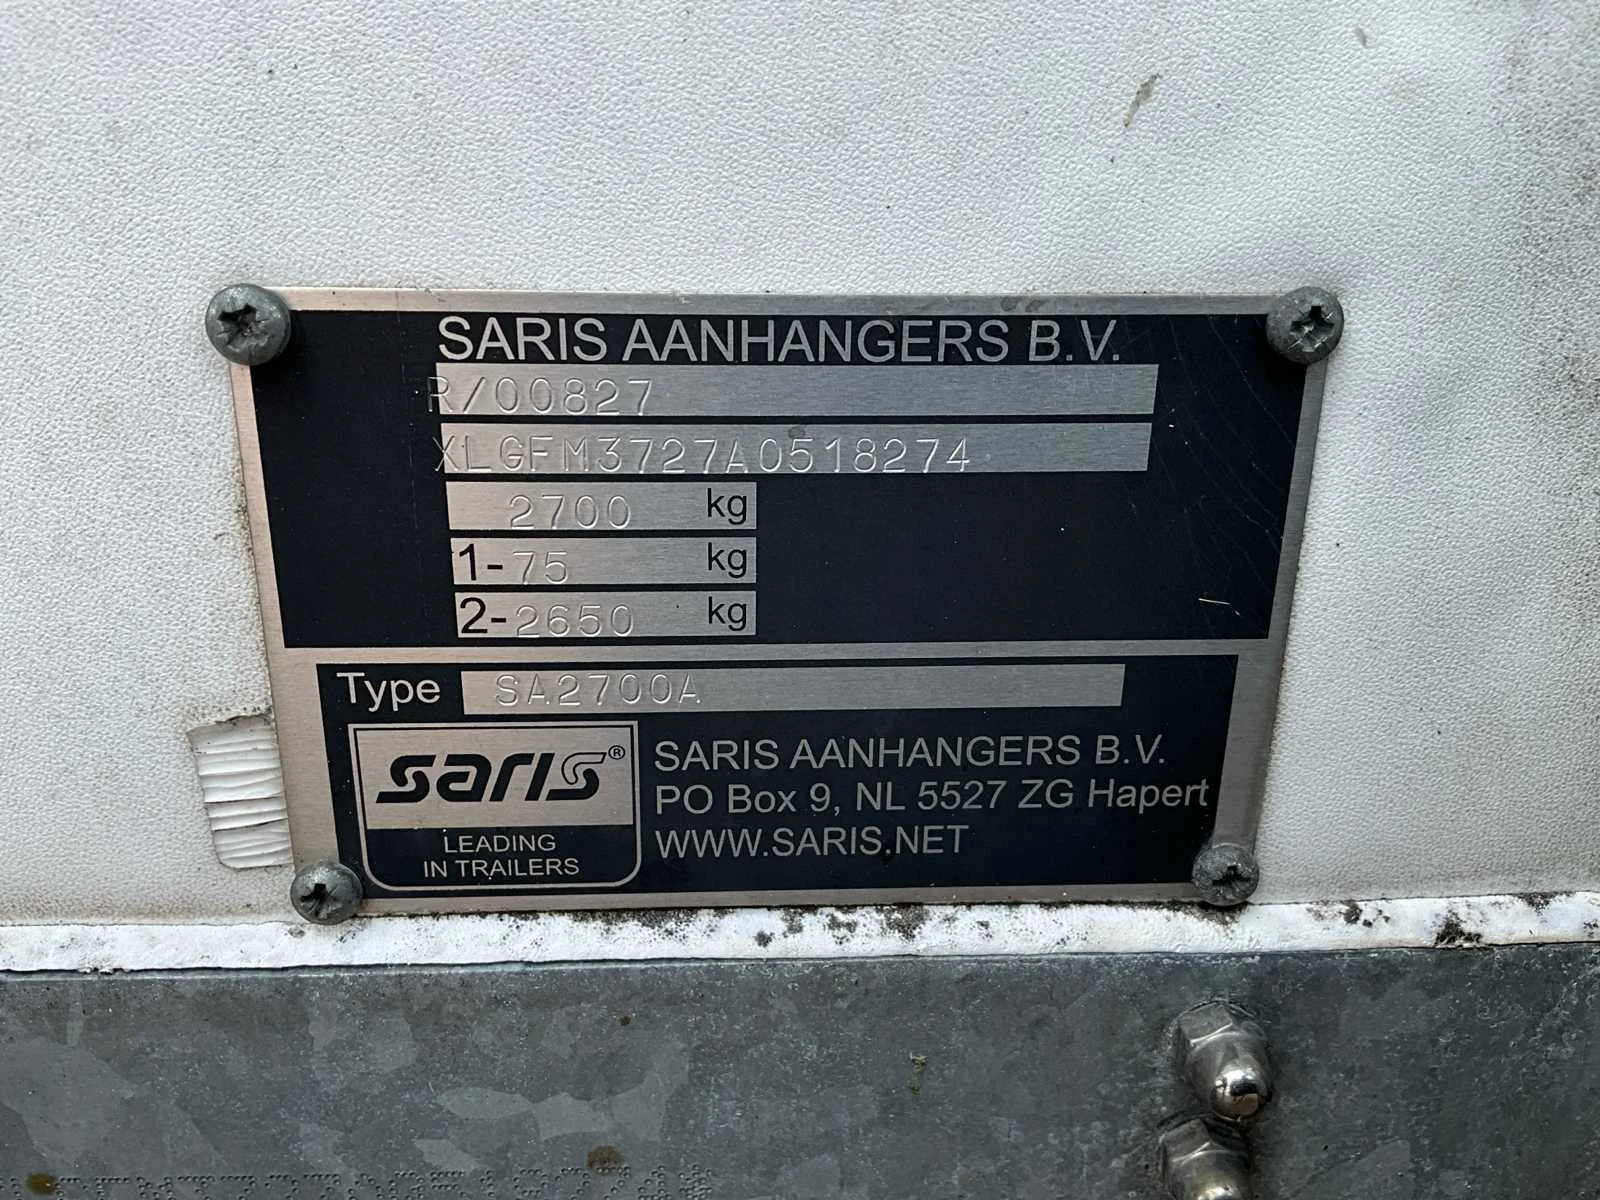 SARIS AANHANGERS B.V.
R/00827
XLGFM3727A0518274
2700 kg
1-75 kg
2-2650 kg
Type SA2700A
saris®
LEADING
IN TRAILERS
SARIS AANHANGERS B.V.
PO Box 9, NL 5527 ZG Hapert
WWW.SARIS.NET